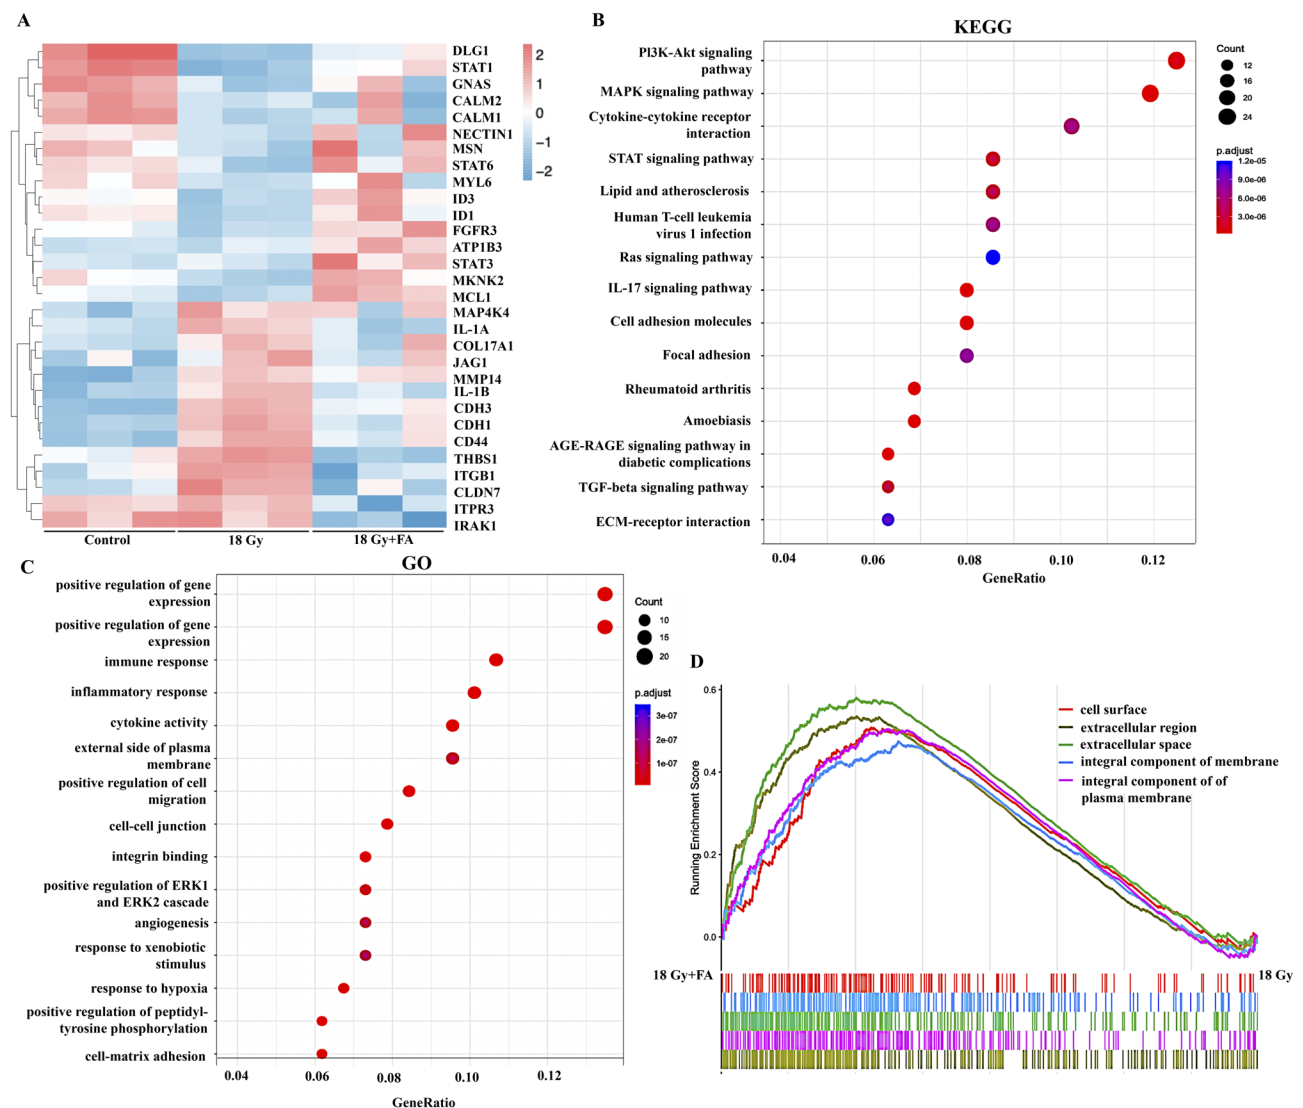 A
DLG1
STAT1
GNAS
CALM2
CALM1
NECTIN1
MSN
STAT6
MYL6
ID3
ID1
FGFR3
ATP1B3
STAT3
MKNK2
MCL1
MAP4K4
IL-1A
COL17A1
JAG1
MMP14
IL-1B
CDH3
CDH1
CD44
THBS1
ITGB1
CLDN7
ITPR3
IRAK1
2
1
0
−1
−2
Control
18 Gy
18 Gy+FA
B
KEGG
PI3K-Akt signaling
pathway
MAPK signaling pathway
Cytokine-cytokine receptor
interaction
STAT signaling pathway
Lipid and atherosclerosis
Human T-cell leukemia
virus 1 infection
Ras signaling pathway
IL-17 signaling pathway
Cell adhesion molecules
Focal adhesion
Rheumatoid arthritis
Amoebiasis
AGE-RAGE signaling pathway in
diabetic complications
TGF-beta signaling pathway
ECM-receptor interaction
0.04
0.06
0.08
0.10
0.12
GeneRatio
Count
12
16
20
24
p.adjust
1.2e-05
9.0e-06
6.0e-06
3.0e-06
C
GO
positive regulation of gene
expression
positive regulation of gene
expression
immune response
inflammatory response
cytokine activity
external side of plasma
membrane
positive regulation of cell
migration
cell-cell junction
integrin binding
positive regulation of ERK1
and ERK2 cascade
angiogenesis
response to xenobiotic
stimulus
response to hypoxia
positive regulation of peptidyl-
tyrosine phosphorylation
cell-matrix adhesion
0.04
0.06
0.08
0.10
0.12
GeneRatio
Count
10
15
20
p.adjust
3e-07
2e-07
1e-07
D
Running Enrichment Score
0.6
0.4
0.2
0.0
cell surface
extracellular region
extracellular space
integral component of membrane
integral component of of
plasma membrane
18 Gy+FA
18 Gy